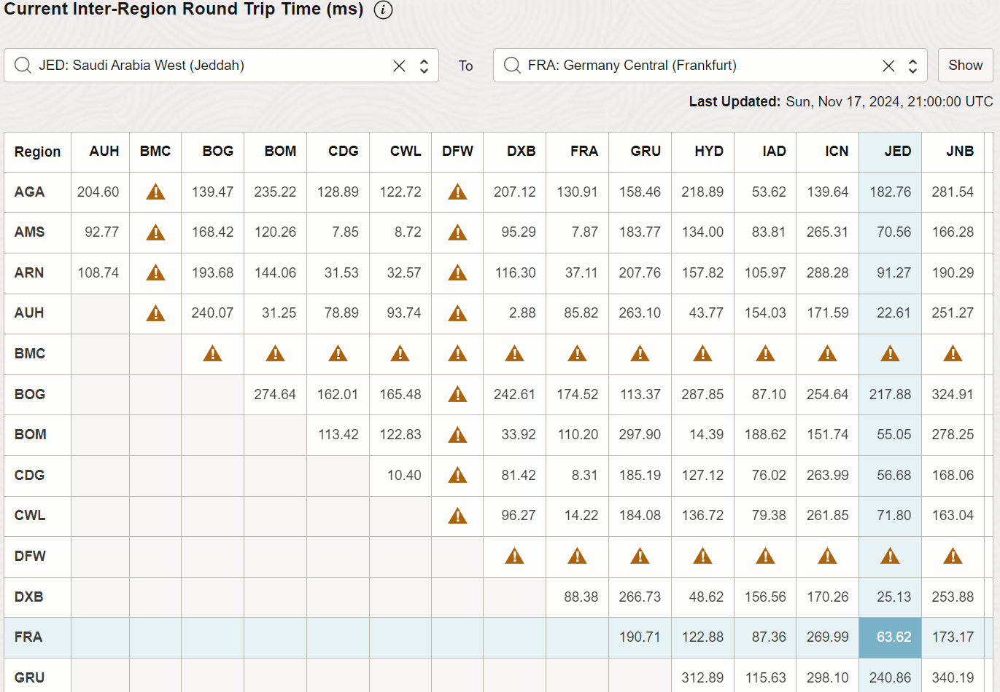 Current Inter-Region Round Trip Time (ms) i
JED: Saudi Arabia West (Jeddah) To FRA: Germany Central (Frankfurt) Show
Last Updated: Sun, Nov 17, 2024, 21:00:00 UTC
Region AUH BMC BOG BOM CDG CWL DFW DXB FRA GRU HYD IAD ICN JED JNB
AGA 204.60 139.47 235.22 128.89 122.72 207.12 130.91 158.46 218.89 53.62 139.64 182.76 281.54
AMS 92.77 168.42 120.26 7.85 8.72 95.29 7.87 183.77 134.00 83.81 265.31 70.56 166.28
ARN 108.74 193.68 144.06 31.53 32.57 116.30 37.11 207.76 157.82 105.97 288.28 91.27 190.29
AUH 240.07 31.25 78.89 93.74 2.88 85.82 263.10 43.77 154.03 171.59 22.61 251.27
BMC
BOG 274.64 162.01 165.48 242.61 174.52 113.37 287.85 87.10 254.64 217.88 324.91
BOM 113.42 122.83 33.92 110.20 297.90 14.39 188.62 151.74 55.05 278.25
CDG 10.40 81.42 8.31 185.19 127.12 76.02 263.99 56.68 168.06
CWL 96.27 14.22 184.08 136.72 79.38 261.85 71.80 163.04
DFW
DXB 88.38 266.73 48.62 156.56 170.26 25.13 253.88
FRA 190.71 122.88 87.36 269.99 63.62 173.17
GRU 312.89 115.63 298.10 240.86 340.19